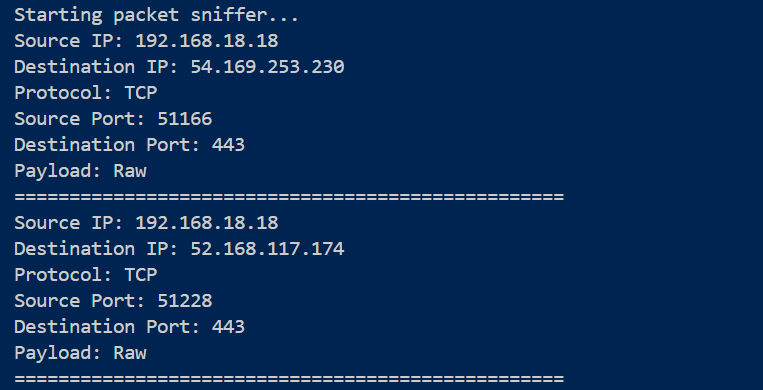 Starting packet sniffer...
Source IP: 192.168.18.18
Destination IP: 54.169.253.230
Protocol: TCP
Source Port: 51166
Destination Port: 443
Payload: Raw
==================================================
Source IP: 192.168.18.18
Destination IP: 52.168.117.174
Protocol: TCP
Source Port: 51228
Destination Port: 443
Payload: Raw
==================================================